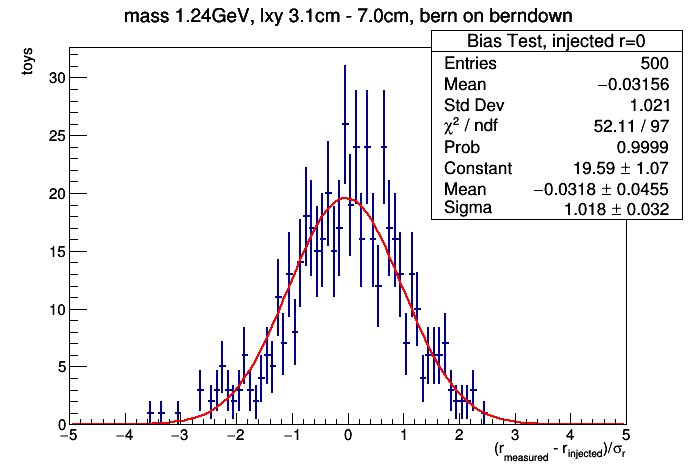 mass 1.24GeV, lxy 3.1cm - 7.0cm, bern on berndown
Bias Test, injected r=0
Entries 500
Mean −0.03156
Std Dev 1.021
χ² / ndf 52.11 / 97
Prob 0.9999
Constant 19.59 ± 1.07
Mean −0.0318 ± 0.0455
Sigma 1.018 ± 0.032
toys
30
25
20
15
10
5
0
−5 −4 −3 −2 −1 0 1 2 3 4 5
(r_measured - r_injected)/σ_r